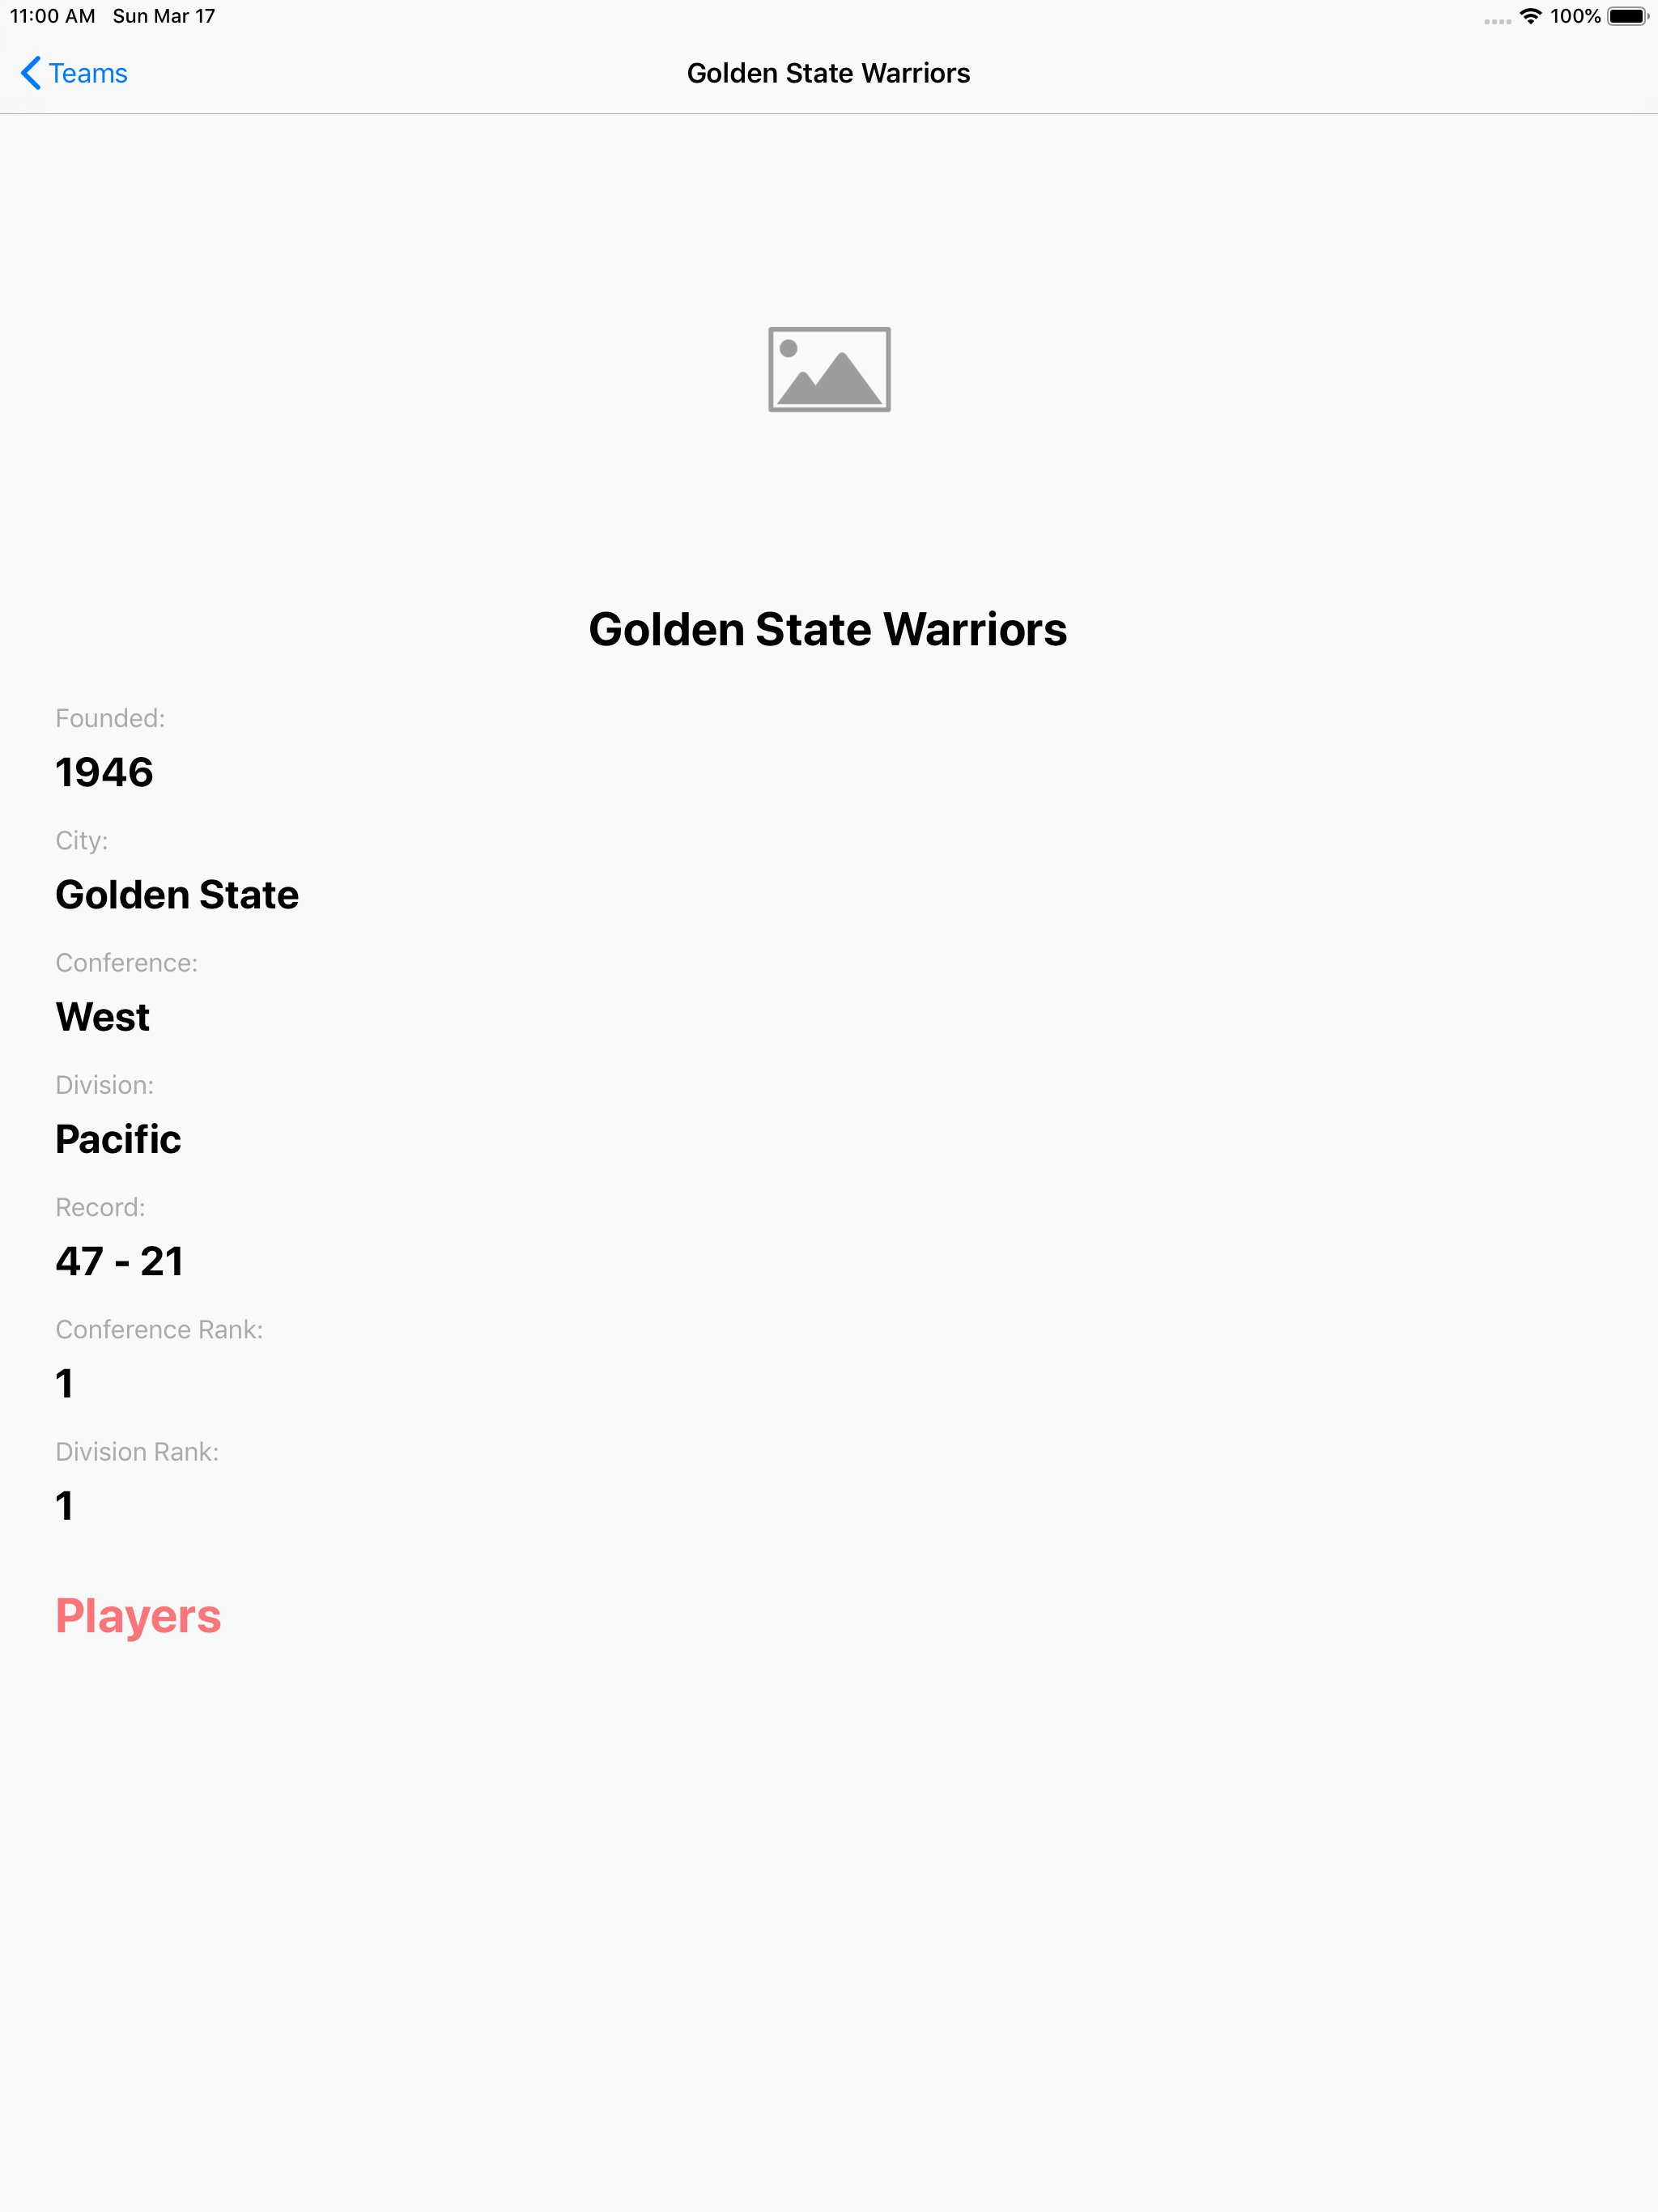 11:00 AM Sun Mar 17 100%
Teams Golden State Warriors
Golden State Warriors
Founded:
1946
City:
Golden State
Conference:
West
Division:
Pacific
Record:
47 - 21
Conference Rank:
1
Division Rank:
1
Players